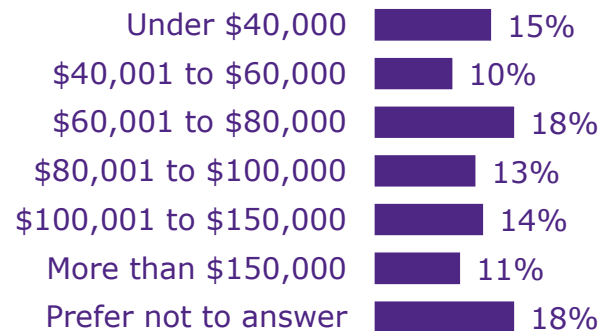 Under $40,000 15%
$40,001 to $60,000 10%
$60,001 to $80,000 18%
$80,001 to $100,000 13%
$100,001 to $150,000 14%
More than $150,000 11%
Prefer not to answer 18%